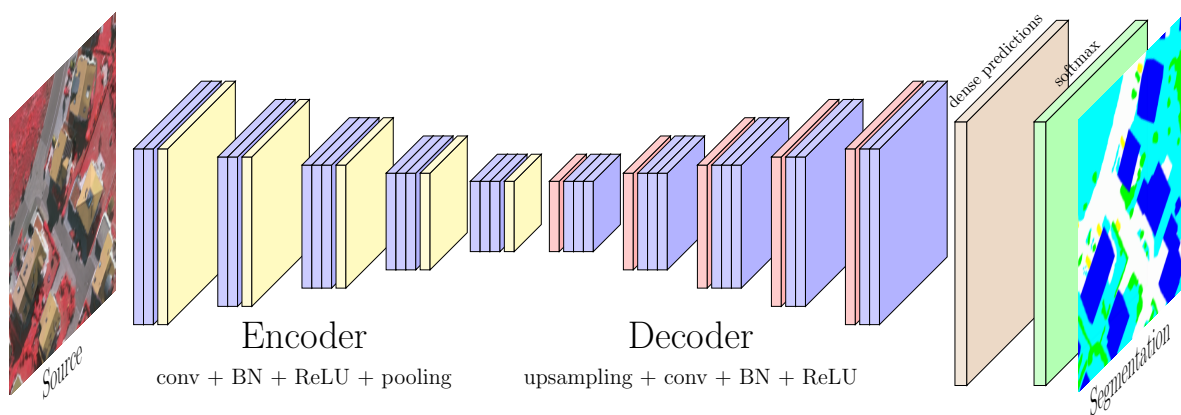 Source
Encoder
conv + BN + ReLU + pooling
Decoder
upsampling + conv + BN + ReLU
dense predictions
softmax
Segmentation